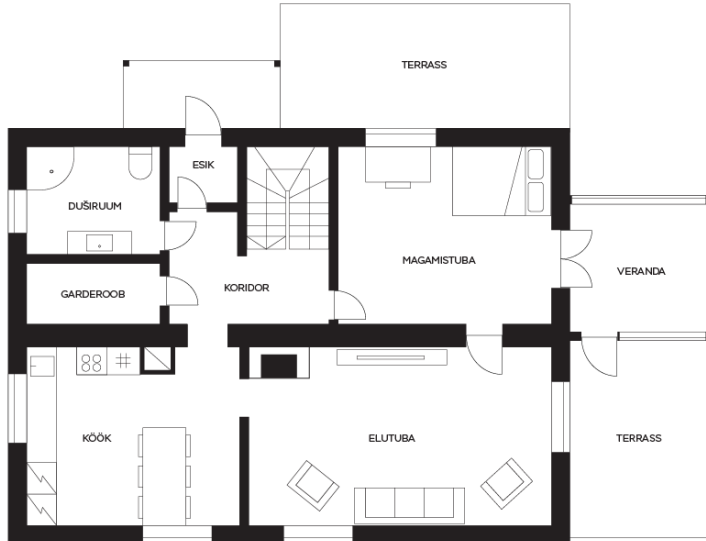 TERRASS
ESIK
DUŠIRUUM
MAGAMISTUBA
VERANDA
GARDEROOB
KORIDOR
KÖÖK
ELUTUBA
TERRASS